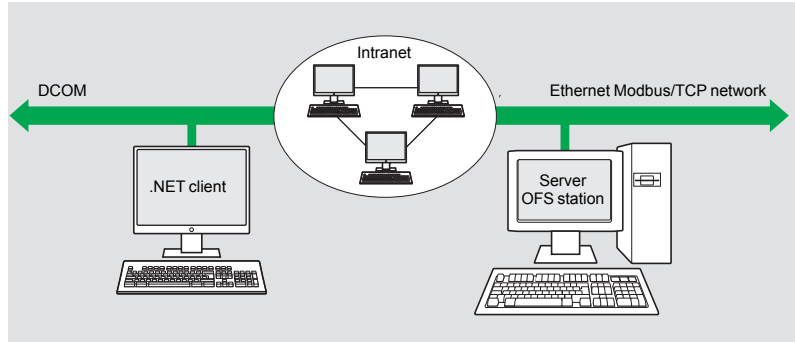 Intranet
DCOM
Ethernet Modbus/TCP network
.NET client
Server
OFS station